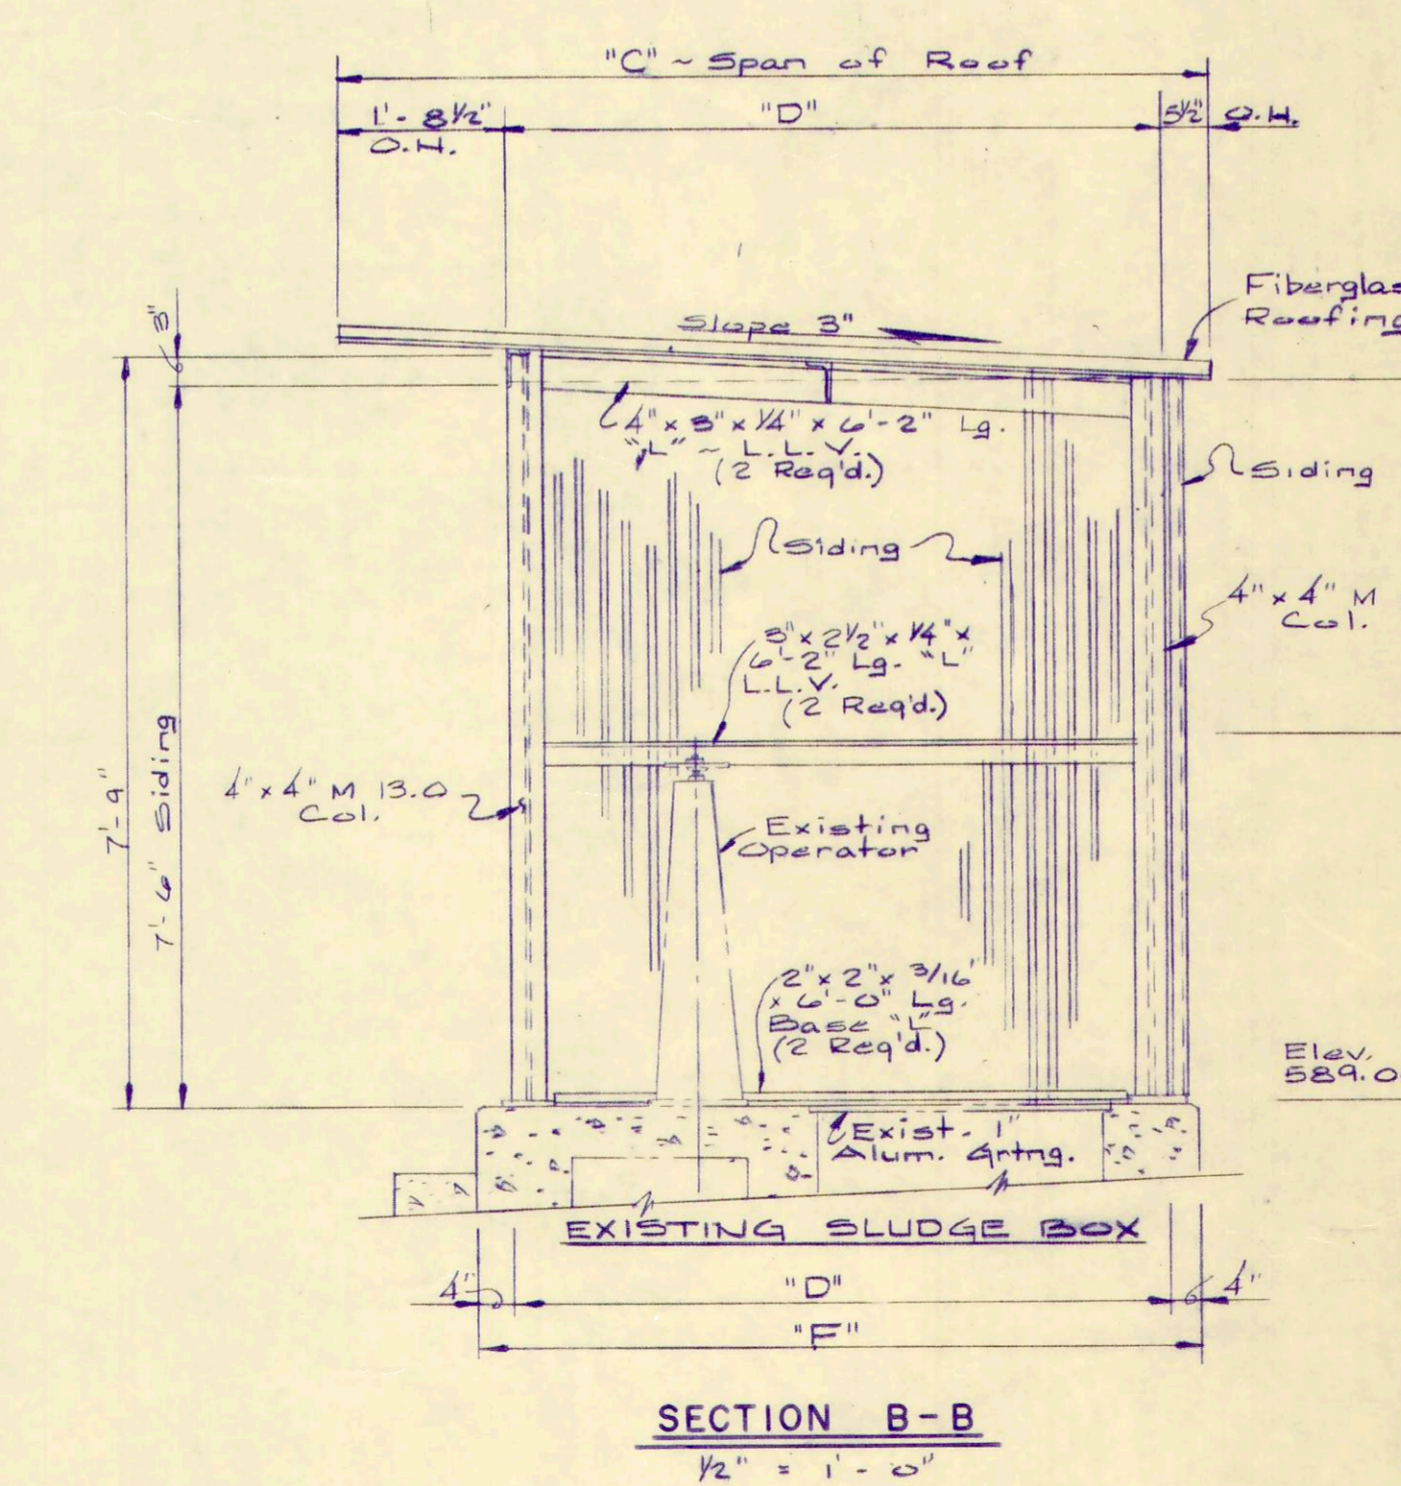 "C" ~ Span of Roof
1'- 8½"
O.H.
"D"
5½"
O.H.
Fiberglas
Roofing
3"
Slope 3"
4" x 3" x ¼" x 6'-2" Lg.
"L" ~ L.L.V.
(2 Req'd.)
Siding
Siding
4" x 4" M
Col.
3" x 2½" x ¼" x
6'-2" Lg. "L"
L.L.V.
(2 Req'd.)
7'-9"
7'-6" Siding
4" x 4" M 13.0
Col.
Existing
Operator
2" x 2" x 3/16"
x 6'-0" Lg.
Base "L"
(2 Req'd.)
Elev.
589.0
Exist. 1"
Alum. Grtng.
EXISTING SLUDGE BOX
4"
"D"
4"
"F"
SECTION B-B
½" = 1'-0"